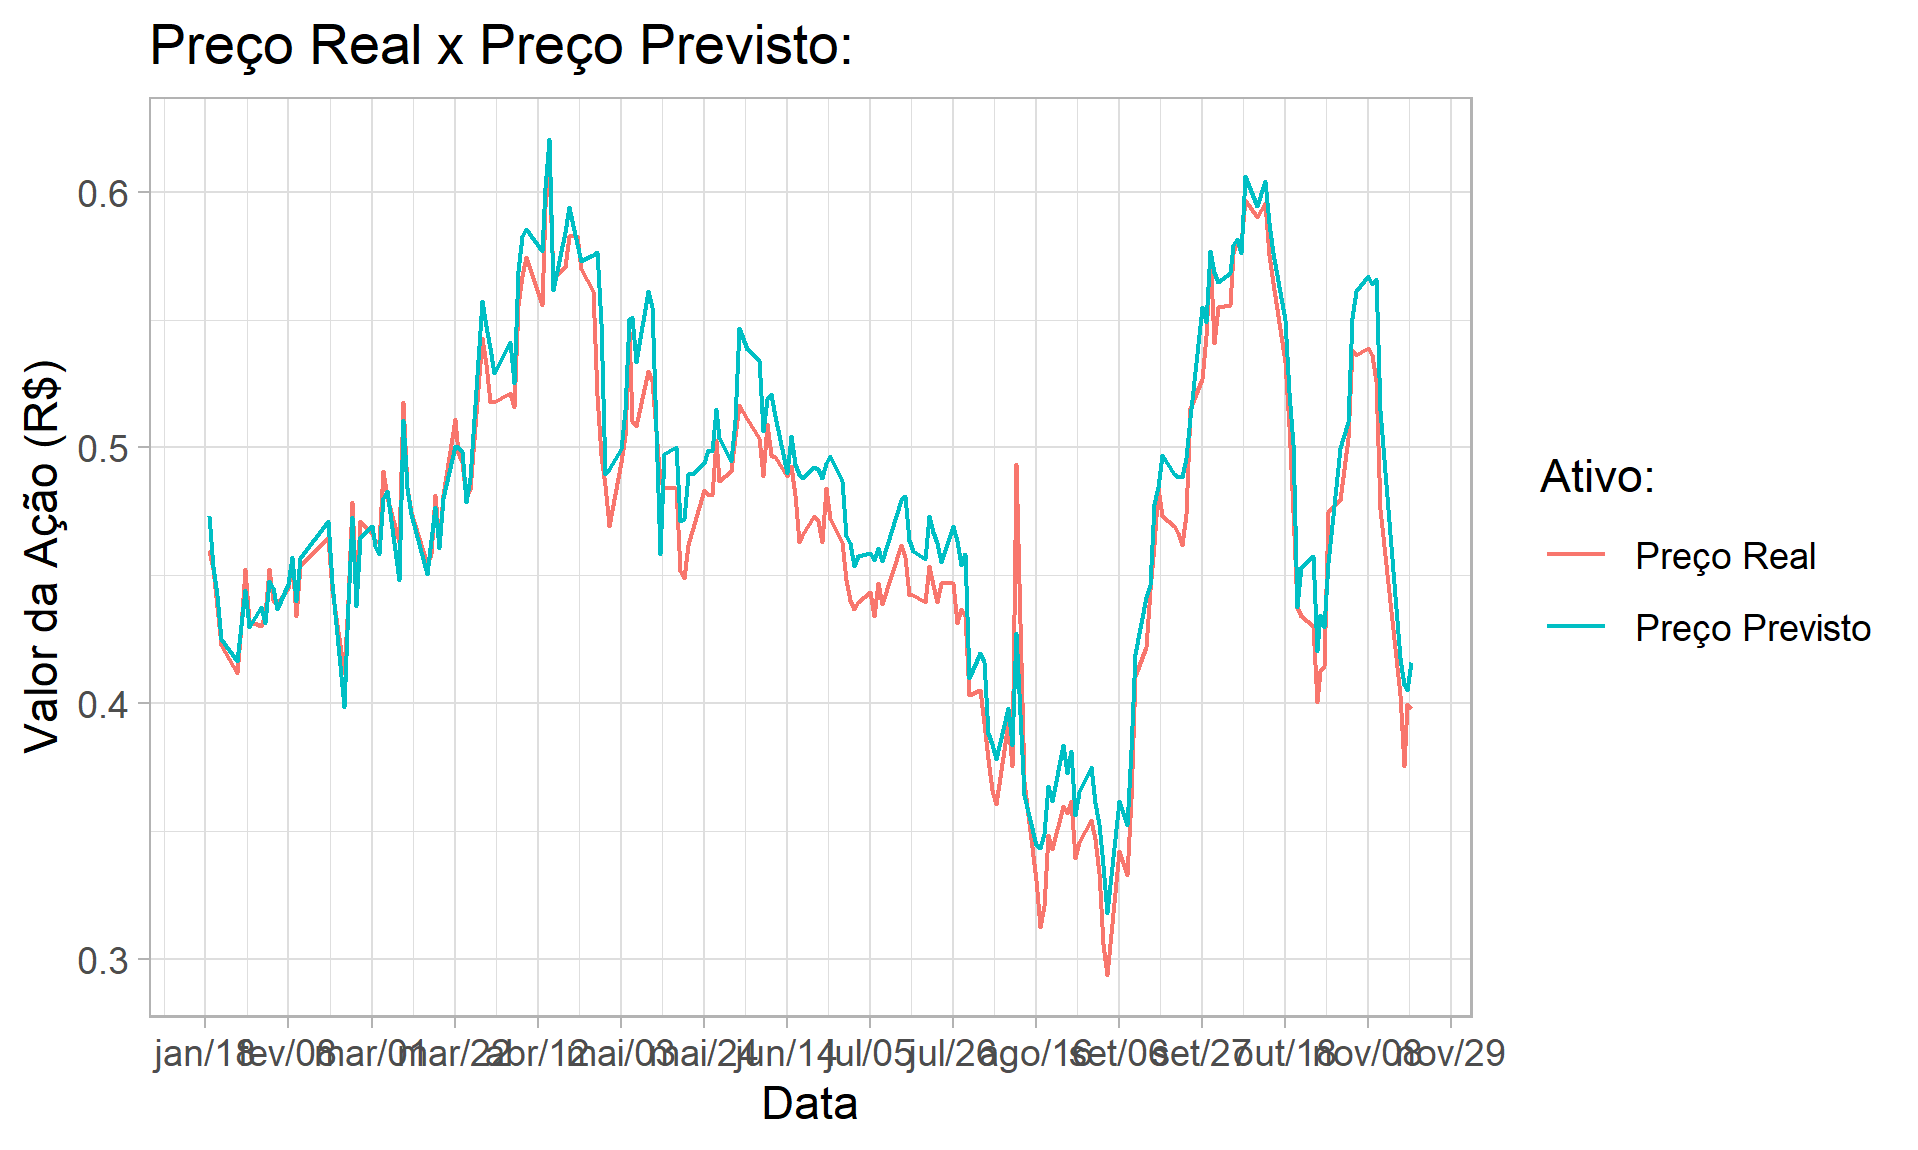 Preço Real x Preço Previsto:
0.6
0.5
0.4
0.3
Valor da Ação (R$)
jan/18 fev/08 mar/01 mar/22 abr/12 mai/03 mai/24 jun/14 jul/05 jul/26 ago/16 set/06 set/27 out/18 nov/08 nov/29
Data
Ativo:
Preço Real
Preço Previsto